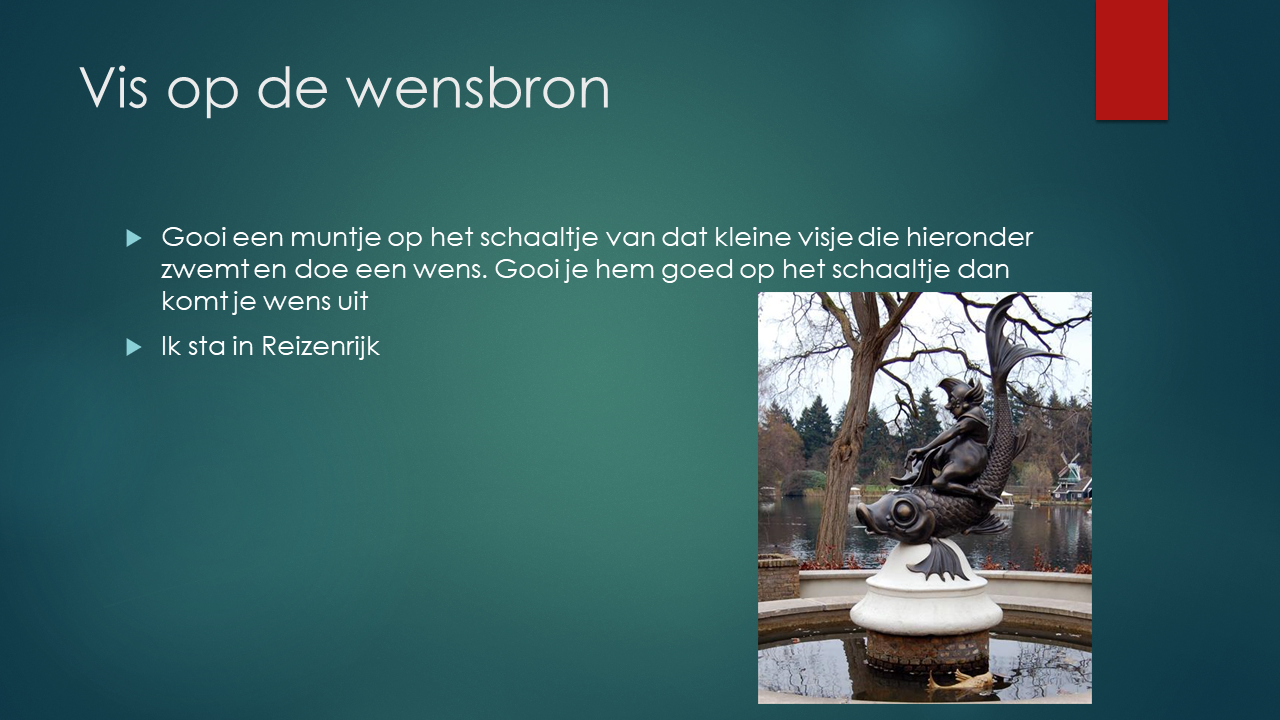 Vis op de wensbron
Gooi een muntje op het schaaltje van dat kleine visje die hieronder
zwemt en doe een wens. Gooi je hem goed op het schaaltje dan
komt je wens uit
Ik sta in Reizenrijk